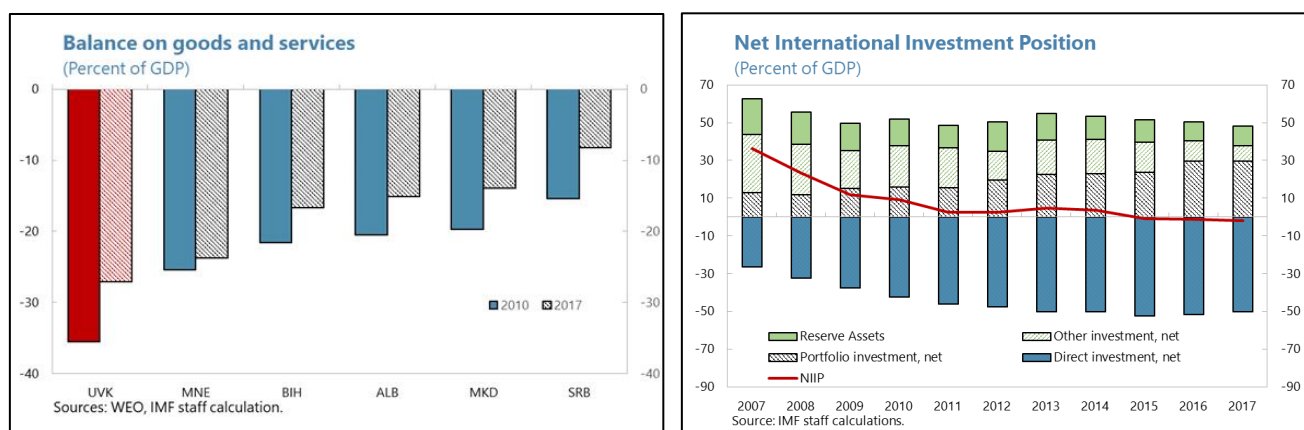 Balance on goods and services
(Percent of GDP)
0
-10
-20
-30
-40
0
-10
-20
-30
-40
2010
2017
UVK
MNE
BIH
ALB
MKD
SRB
Sources: WEO, IMF staff calculation.
Net International Investment Position
(Percent of GDP)
70
50
30
10
-10
-30
-50
-70
-90
70
50
30
10
-10
-30
-50
-70
-90
Reserve Assets
Other investment, net
Portfolio investment, net
Direct investment, net
NIIP
2007
2008
2009
2010
2011
2012
2013
2014
2015
2016
2017
Source: IMF staff calculations.